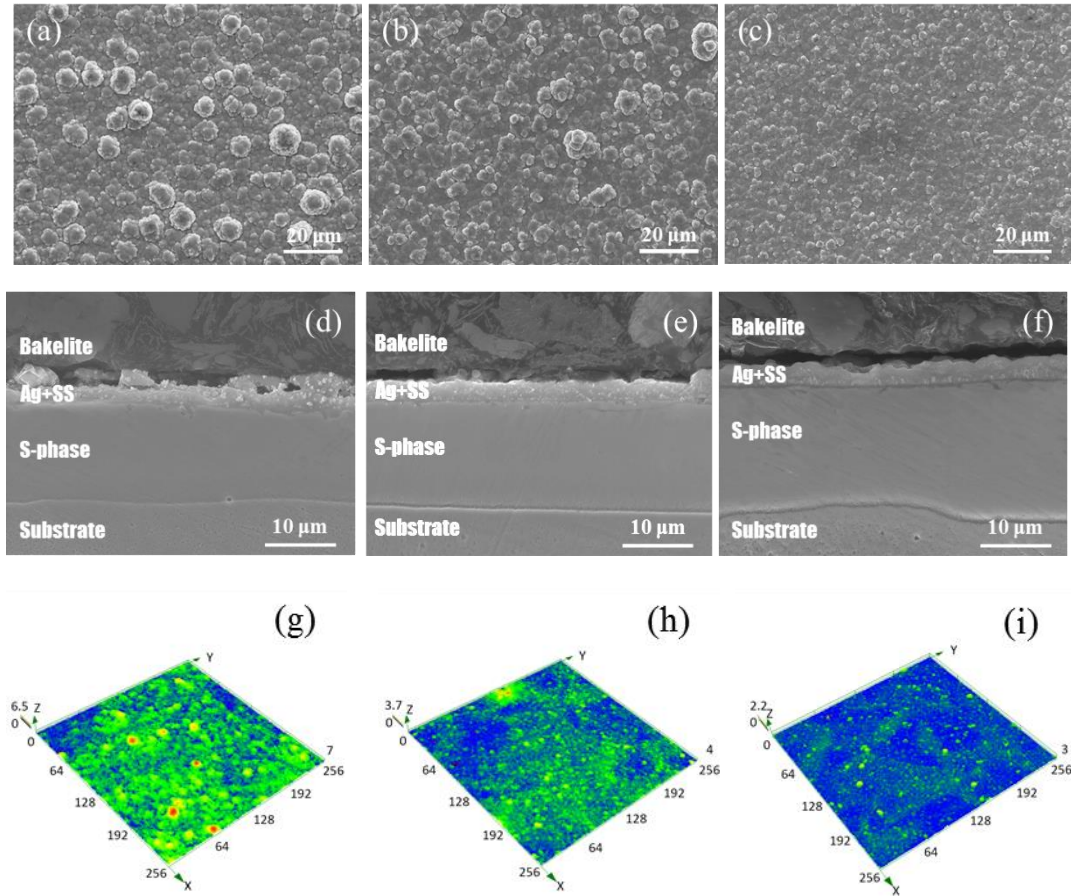 (a)
20 μm
(b)
20 μm
(c)
20 μm
(d)
Bakelite
Ag+SS
S-phase
Substrate
10 μm
(e)
Bakelite
Ag+SS
S-phase
Substrate
10 μm
(f)
Bakelite
Ag+SS
S-phase
Substrate
10 μm
(g)
Y
6.5
Z
0
0
7
64
256
128
192
192
128
64
256
X
(h)
Y
3.7
Z
0
0
4
64
256
128
192
192
128
64
256
X
(i)
Y
2.2
Z
0
0
3
64
256
128
192
192
128
64
256
X